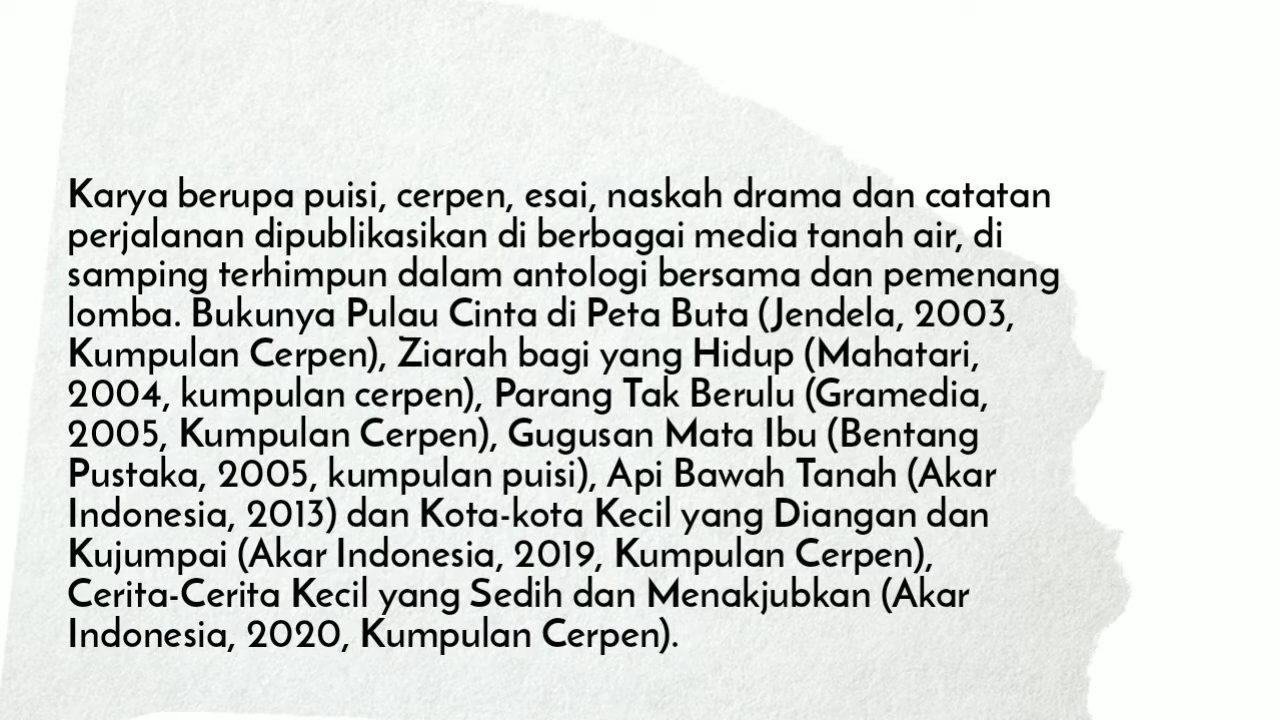 Karya berupa puisi, cerpen, esai, naskah drama dan catatan
perjalanan dipublikasikan di berbagai media tanah air, di
samping terhimpun dalam antologi bersama dan pemenang
lomba. Bukunya Pulau Cinta di Peta Buta (Jendela, 2003,
Kumpulan Cerpen), Ziarah bagi yang Hidup (Mahatari,
2004, kumpulan cerpen), Parang Tak Berulu (Gramedia,
2005, Kumpulan Cerpen), Gugusan Mata Ibu (Bentang
Pustaka, 2005, kumpulan puisi), Api Bawah Tanah (Akar
Indonesia, 2013) dan Kota-kota Kecil yang Diangan dan
Kujumpai (Akar Indonesia, 2019, Kumpulan Cerpen),
Cerita-Cerita Kecil yang Sedih dan Menakjubkan (Akar
Indonesia, 2020, Kumpulan Cerpen).